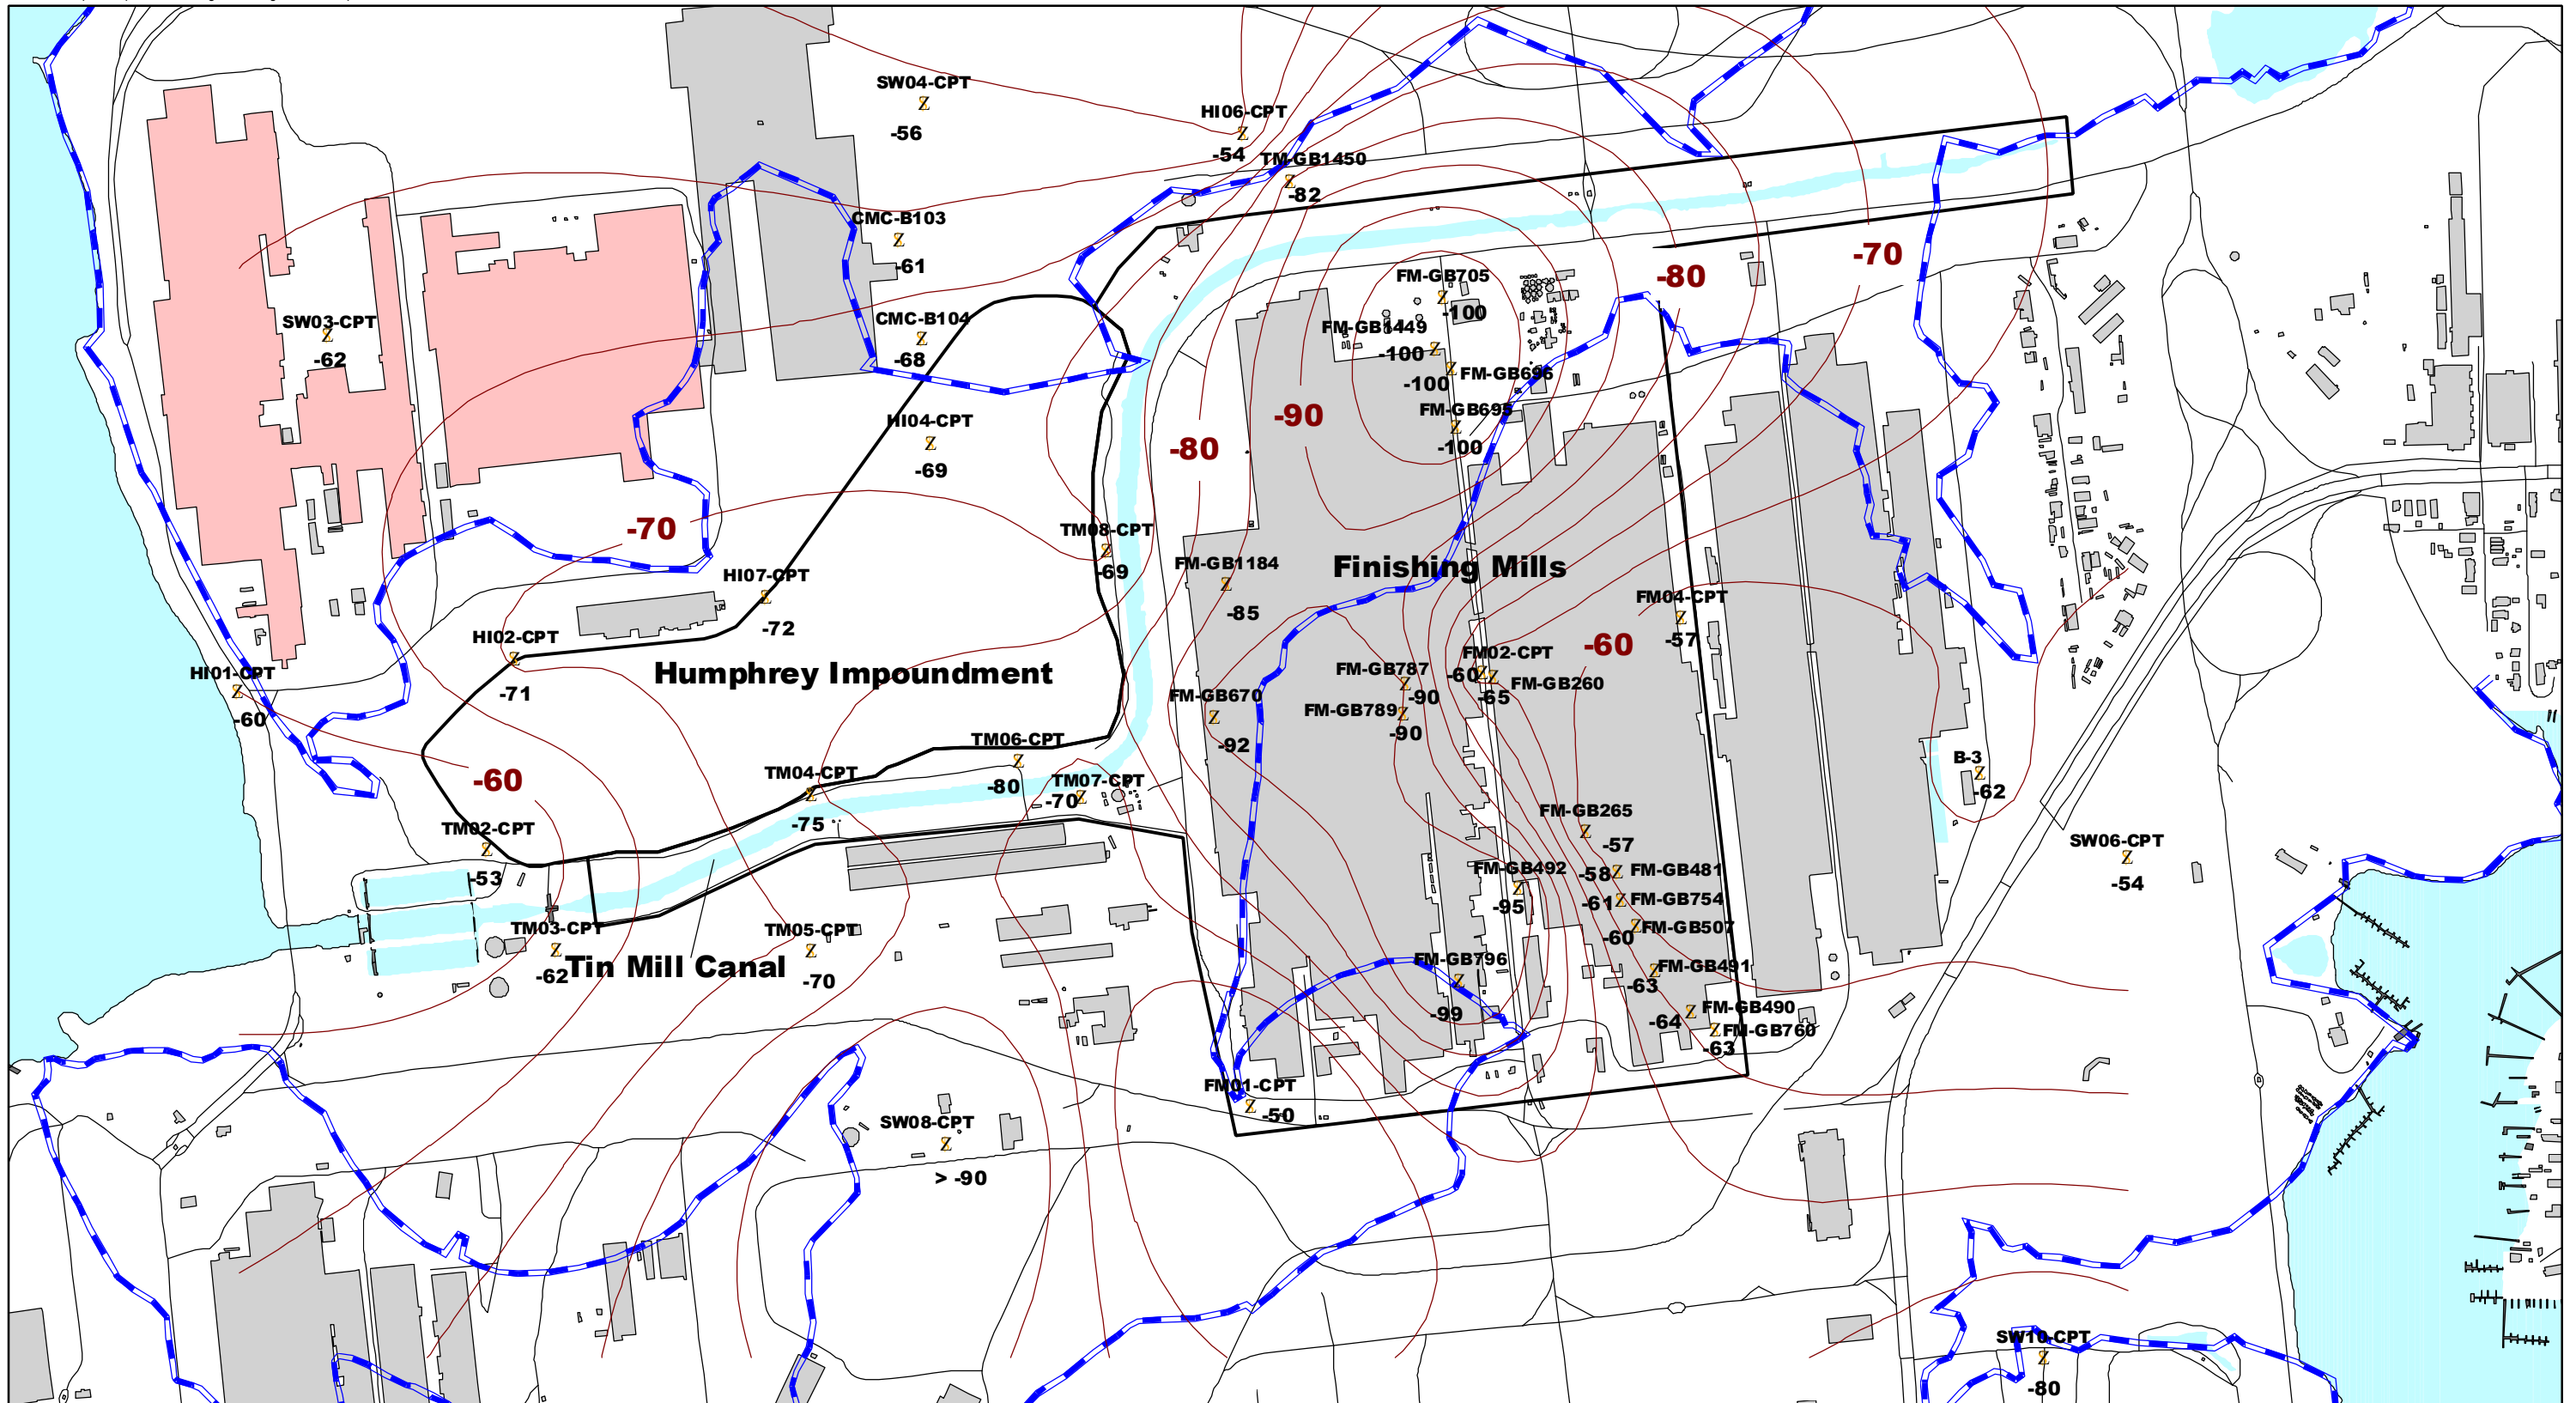 SW04-CPT
-56
HI06-CPT
-54
TM-GB1450
-82
CMC-B103
-61
-80
-70
FM-GB705
-100
SW03-CPT
-62
CMC-B104
-68
FM-GB1449
-100
-100
FM-GB696
-90
HI04-CPT
-69
FM-GB695
-100
-80
-70
TM08-CPT
-69
FM-GB1184
-85
Finishing Mills
HI07-CPT
-72
FM04-CPT
-57
HI02-CPT
-71
-60
HI01-CPT
-60
Humphrey Impoundment
FM-GB787
-90
FM02-CPT
-60
-65
FM-GB260
FM-GB670
-92
FM-GB789
-90
TM06-CPT
-80
-60
TM04-CPT
-75
TM07-CPT
-70
B-3
-62
TM02-CPT
-53
FM-GB265
-57
SW06-CPT
-54
FM-GB492
-95
-58
FM-GB481
-61
FM-GB754
-60
FM-GB507
TM03-CPT
-62
Tin Mill Canal
TM05-CPT
-70
FM-GB796
-99
FM-GB491
-63
FM-GB490
-64
FM-GB760
-63
FM01-CPT
-50
SW08-CPT
> -90
SW10-CPT
-80